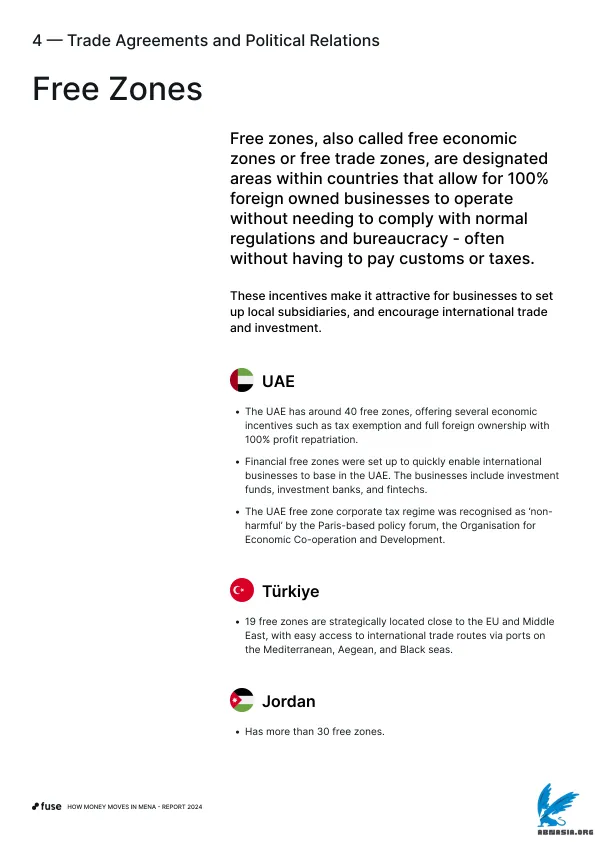 4 — Trade Agreements and Political Relations
Free Zones
Free zones, also called free economic
zones or free trade zones, are designated
areas within countries that allow for 100%
foreign owned businesses to operate
without needing to comply with normal
regulations and bureaucracy - often
without having to pay customs or taxes.
These incentives make it attractive for businesses to set
up local subsidiaries, and encourage international trade
and investment.
UAE
• The UAE has around 40 free zones, offering several economic
incentives such as tax exemption and full foreign ownership with
100% profit repatriation.
• Financial free zones were set up to quickly enable international
businesses to base in the UAE. The businesses include investment
funds, investment banks, and fintechs.
• The UAE free zone corporate tax regime was recognised as ‘non-
harmful’ by the Paris-based policy forum, the Organisation for
Economic Co-operation and Development.
Türkiye
• 19 free zones are strategically located close to the EU and Middle
East, with easy access to international trade routes via ports on
the Mediterranean, Aegean, and Black seas.
Jordan
• Has more than 30 free zones.
fuse HOW MONEY MOVES IN MENA - REPORT 2024
ABNASIA.ORG